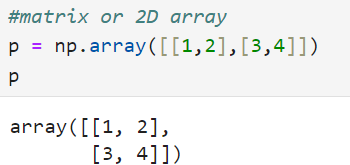 #matrix or 2D array
p = np.array([[1,2],[3,4]])
p
array([[1, 2],
       [3, 4]])